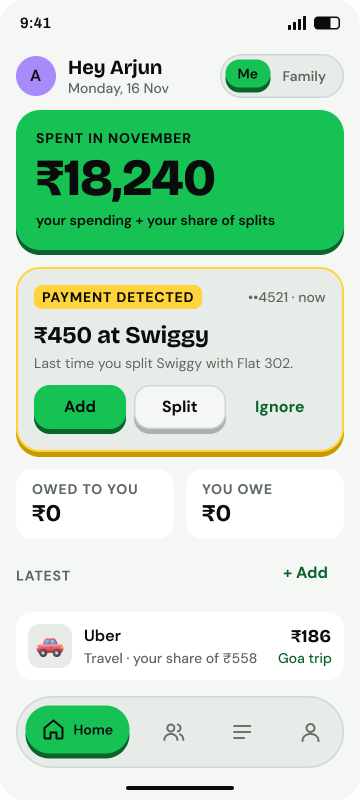 9:41
A
Hey Arjun
Monday, 16 Nov
Me
Family
SPENT IN NOVEMBER
₹18,240
your spending + your share of splits
PAYMENT DETECTED
••4521 · now
₹450 at Swiggy
Last time you split Swiggy with Flat 302.
Add
Split
Ignore
OWED TO YOU
₹0
YOU OWE
₹0
LATEST
+ Add
Uber
₹186
Travel · your share of ₹558
Goa trip
Home